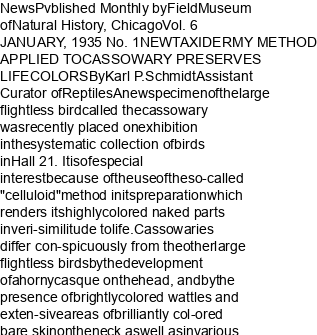 NewsPvblished Monthly byFieldMuseum
ofNatural History, ChicagoVol. 6
JANUARY, 1935 No. 1NEWTAXIDERMY METHOD
APPLIED TOCASSOWARY PRESERVES
LIFECOLORSByKarl P.SchmidtAssistant
Curator ofReptilesAnewspecimenofthelarge
flightless birdcalled thecassowary
wasrecently placed onexhibition
inthesystematic collection ofbirds
inHall 21. Itisofespecial
interestbecause oftheuseoftheso-called
"celluloid"method initspreparationwhich
renders itshighlycolored naked parts
inveri-similitude tolife.Cassowaries
differ con-spicuously from theotherlarge
flightless birdsbythedevelopment
ofahornycasque onthehead, andbythe
presence ofbrightlycolored wattles and
exten-siveareas ofbrilliantly col-ored
bare skinontheneck aswell asinvarious